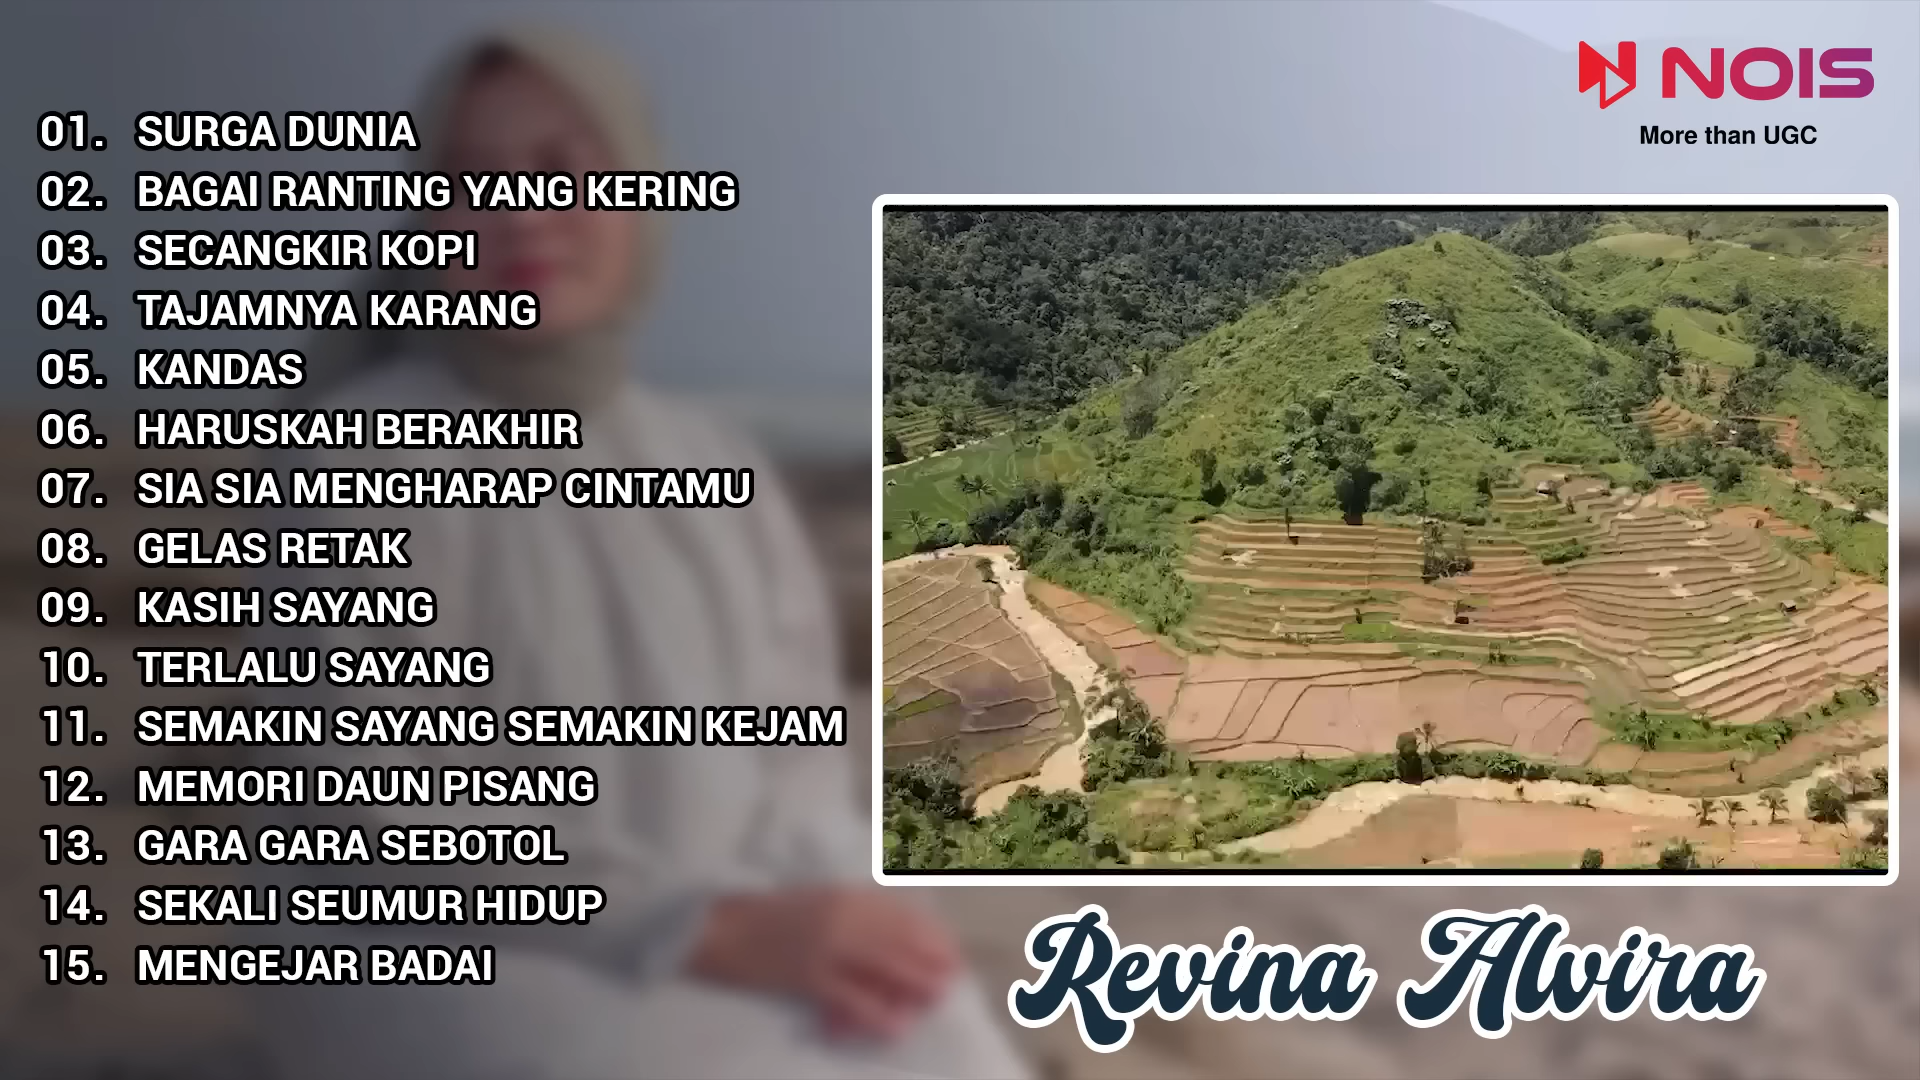 NOIS
More than UGC
01. SURGA DUNIA
02. BAGAI RANTING YANG KERING
03. SECANGKIR KOPI
04. TAJAMNYA KARANG
05. KANDAS
06. HARUSKAH BERAKHIR
07. SIA SIA MENGHARAP CINTAMU
08. GELAS RETAK
09. KASIH SAYANG
10. TERLALU SAYANG
11. SEMAKIN SAYANG SEMAKIN KEJAM
12. MEMORI DAUN PISANG
13. GARA GARA SEBOTOL
14. SEKALI SEUMUR HIDUP
15. MENGEJAR BADAI
Revina Alvira